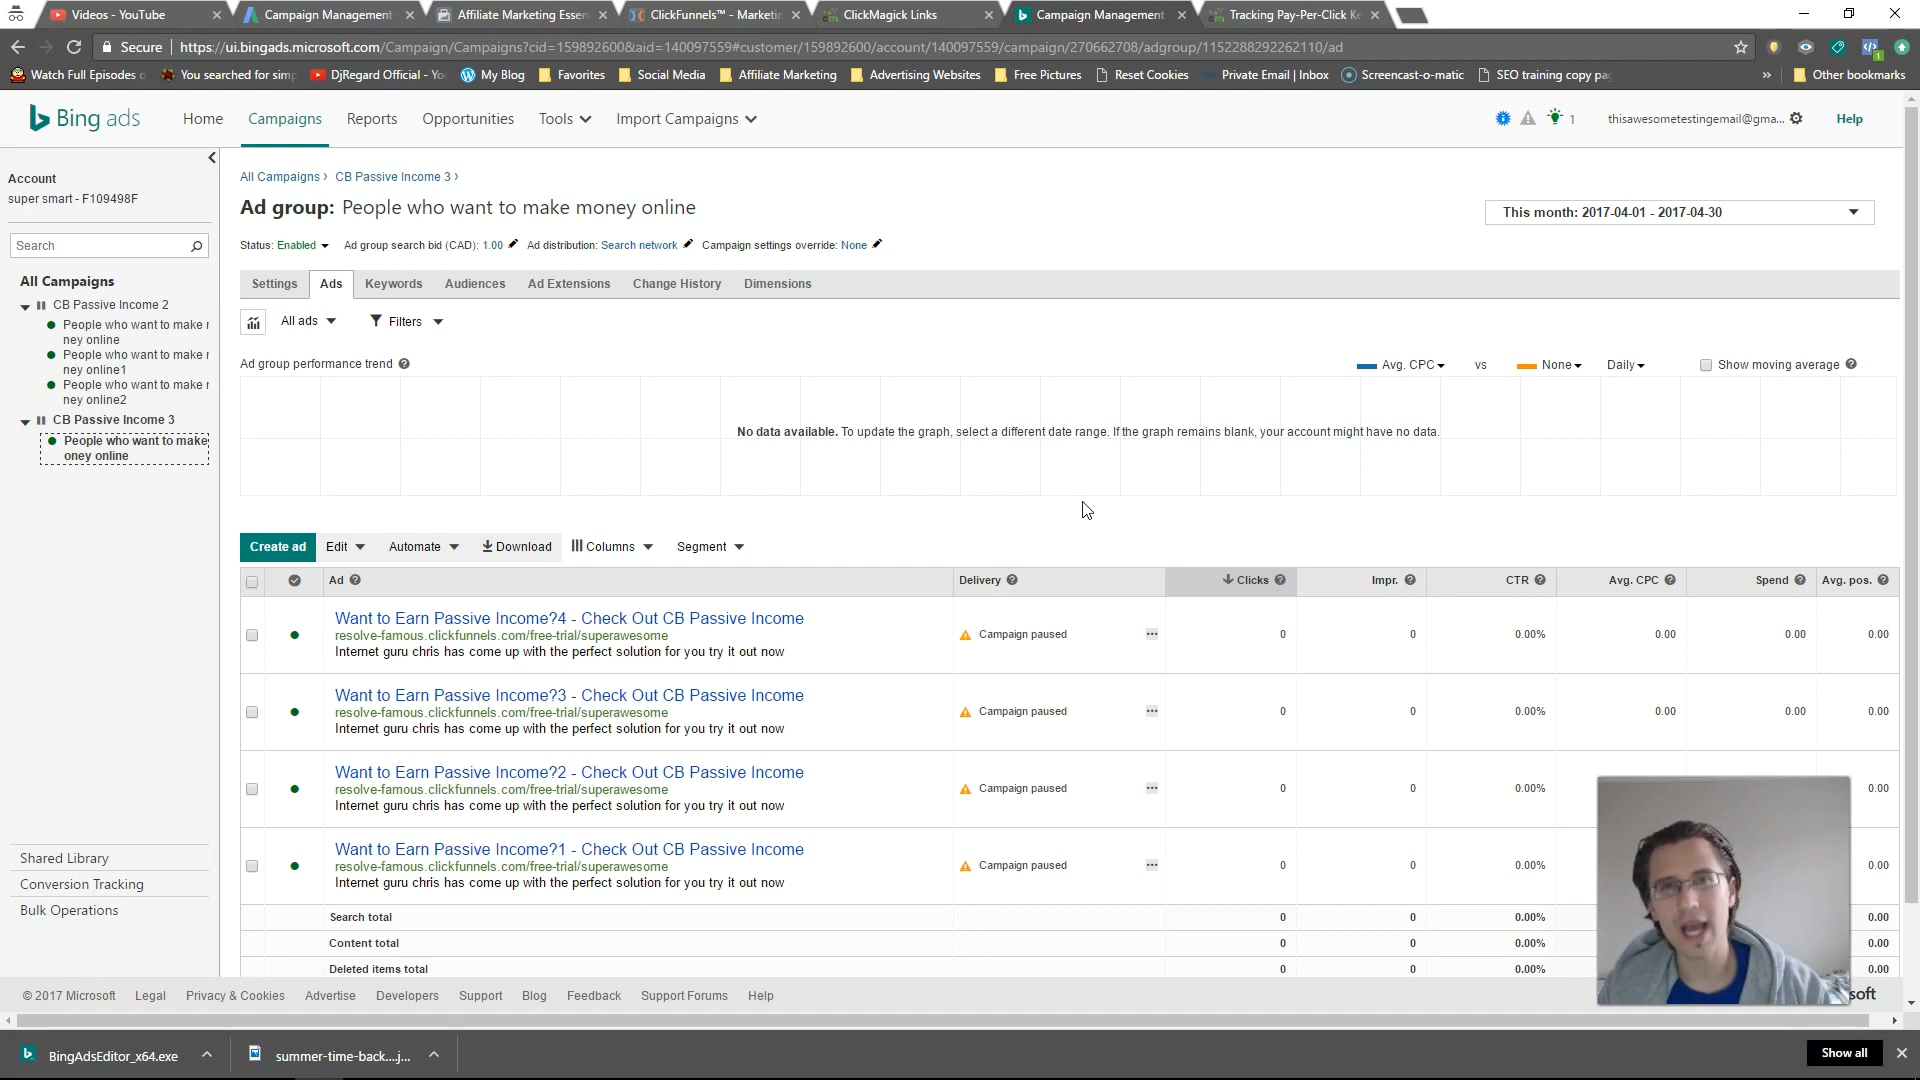 Videos - YouTube
Campaign Management
Affiliate Marketing Essen
ClickFunnels™ - Marketin
ClickMagick Links
Campaign Management
Tracking Pay-Per-Click Ke
Secure
https://ui.bingads.microsoft.com/Campaign/Campaigns?cid=159892600&aid=140097559#customer/159892600/account/140097559/campaign/270662708/adgroup/1152288292262110/ad
Watch Full Episodes o
You searched for simp
DjRegard Official - Yo
My Blog
Favorites
Social Media
Affiliate Marketing
Advertising Websites
Free Pictures
Reset Cookies
Private Email | Inbox
Screencast-o-matic
SEO training copy pag
»
Other bookmarks
Bing ads
Home
Campaigns
Reports
Opportunities
Tools
Import Campaigns
1
thisawesometestingemail@gma...
Help
Account
super smart - F109498F
Search
All Campaigns
CB Passive Income 2
People who want to make r
ney online
People who want to make r
ney online1
People who want to make r
ney online2
CB Passive Income 3
People who want to make
oney online
Shared Library
Conversion Tracking
Bulk Operations
All Campaigns › CB Passive Income 3 ›
Ad group: People who want to make money online
This month: 2017-04-01 - 2017-04-30
Status: Enabled
Ad group search bid (CAD): 1.00
Ad distribution: Search network
Campaign settings override: None
Settings
Ads
Keywords
Audiences
Ad Extensions
Change History
Dimensions
All ads
Filters
Ad group performance trend
Avg. CPC
vs
None
Daily
Show moving average
No data available. To update the graph, select a different date range. If the graph remains blank, your account might have no data.
Create ad
Edit
Automate
Download
Columns
Segment
Ad
Delivery
Clicks
Impr.
CTR
Avg. CPC
Spend
Avg. pos.
Want to Earn Passive Income?4 - Check Out CB Passive Income
resolve-famous.clickfunnels.com/free-trial/superawesome
Internet guru chris has come up with the perfect solution for you try it out now
Campaign paused
0
0
0.00%
0.00
0.00
0.00
Want to Earn Passive Income?3 - Check Out CB Passive Income
resolve-famous.clickfunnels.com/free-trial/superawesome
Internet guru chris has come up with the perfect solution for you try it out now
Campaign paused
0
0
0.00%
0.00
0.00
0.00
Want to Earn Passive Income?2 - Check Out CB Passive Income
resolve-famous.clickfunnels.com/free-trial/superawesome
Internet guru chris has come up with the perfect solution for you try it out now
Campaign paused
0
0
0.00%
0.00
Want to Earn Passive Income?1 - Check Out CB Passive Income
resolve-famous.clickfunnels.com/free-trial/superawesome
Internet guru chris has come up with the perfect solution for you try it out now
Campaign paused
0
0
0.00%
0.00
Search total
0
0
0.00%
0.00
Content total
0
0
0.00%
0.00
Deleted items total
0
0
0.00%
0.00
© 2017 Microsoft
Legal
Privacy & Cookies
Advertise
Developers
Support
Blog
Feedback
Support Forums
Help
soft
BingAdsEditor_x64.exe
summer-time-back....j...
Show all